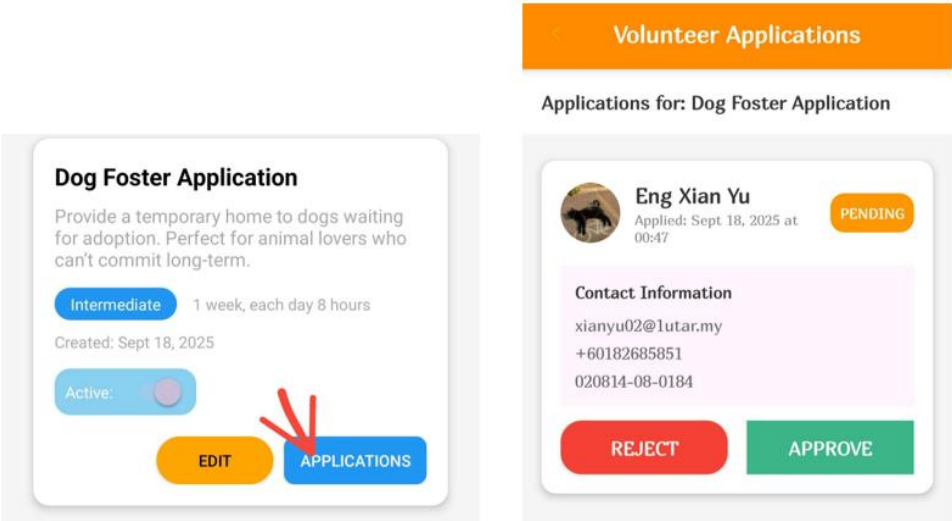 Dog Foster Application
Provide a temporary home to dogs waiting
for adoption. Perfect for animal lovers who
can't commit long-term.
Intermediate 1 week, each day 8 hours
Created: Sept 18, 2025
Active:
EDIT APPLICATIONS
Volunteer Applications
Applications for: Dog Foster Application
Eng Xian Yu
Applied: Sept 18, 2025 at
00:47
PENDING
Contact Information
xianyu02@1utar.my
+60182685851
020814-08-0184
REJECT APPROVE